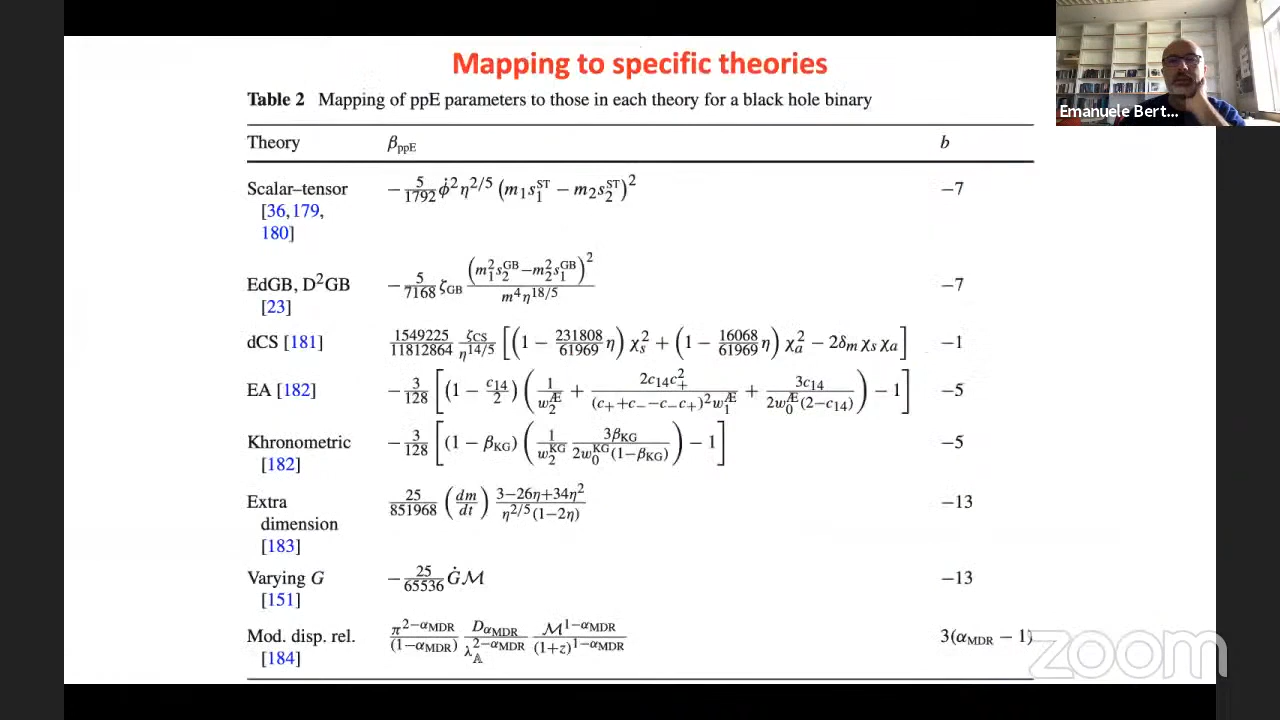 Mapping to specific theories
Table 2 Mapping of ppE parameters to those in each theory for a black hole binary
Theory β_ppE b
Scalar–tensor −5/1792 φ̇² η^{2/5} (m₁s₁^{ST} − m₂s₂^{ST})² −7
[36,179,
180]
EdGB, D²GB −5/7168 ζ_GB (m₁²s₂^{GB} − m₂²s₁^{GB})² / (m⁴ η^{18/5}) −7
[23]
dCS [181] 1549225/11812864 ζ_CS/η^{14/5} [(1 − 231808/61969 η) χ_s² + (1 − 16068/61969 η) χ_a² − 2δ_m χ_s χ_a] −1
EA [182] −3/128 [(1 − c₁₄/2) (1/w₂^Æ + 2c₁₄c₊²/((c₊+c₋−c₋c₊)² w₁^Æ) + 3c₁₄/(2w₀^Æ(2−c₁₄))) − 1] −5
Khronometric −3/128 [(1 − β_KG) (1/w₂^{KG} 3β_KG/(2w₀^{KG}(1−β_KG))) − 1] −5
[182]
Extra 25/851968 (dm/dt) (3−26η+34η²)/(η^{2/5}(1−2η)) −13
dimension
[183]
Varying G −25/65536 Ġℳ −13
[151]
Mod. disp. rel. π^{2−α_MDR}/(1−α_MDR) D_{α_MDR}/λ_𝔸^{2−α_MDR} ℳ^{1−α_MDR}/(1+z)^{1−α_MDR} 3(α_MDR − 1)
[184]
Emanuele Bert...
zoom